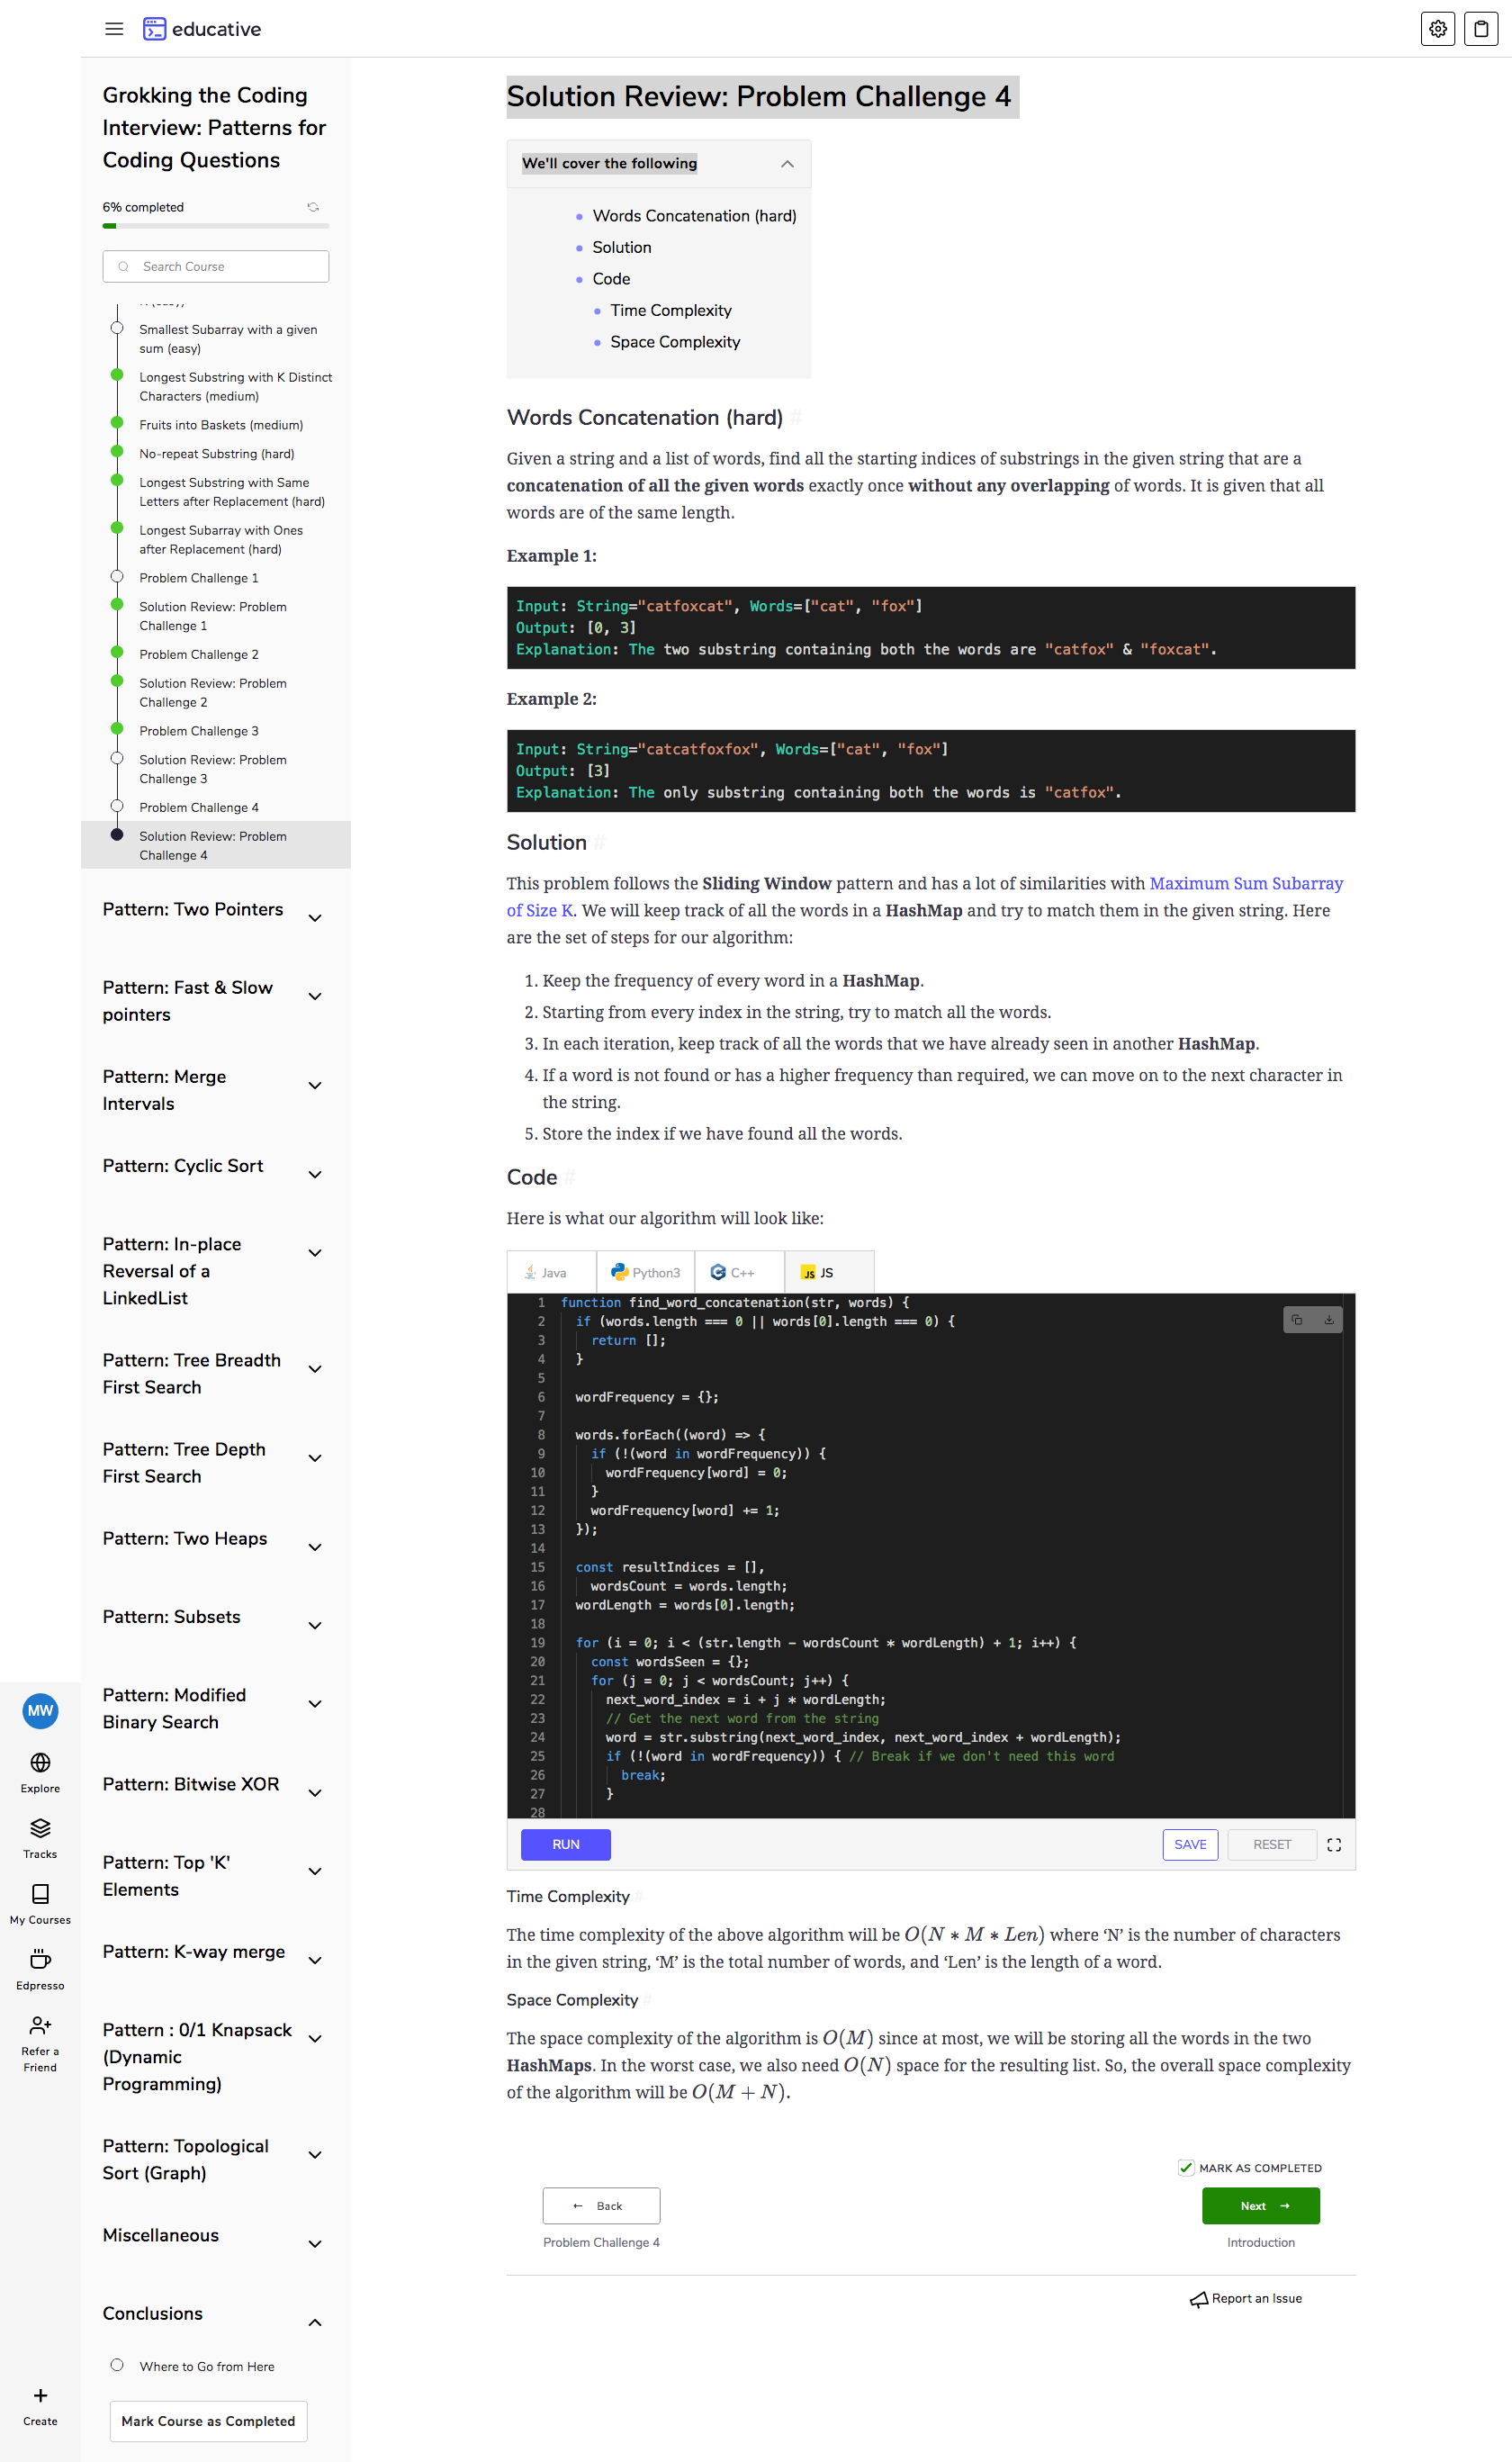 educative
Grokking the Coding
Interview: Patterns for
Coding Questions
6% completed
Search Course
Smallest Subarray with a given
sum (easy)
Longest Substring with K Distinct
Characters (medium)
Fruits into Baskets (medium)
No-repeat Substring (hard)
Longest Substring with Same
Letters after Replacement (hard)
Longest Subarray with Ones
after Replacement (hard)
Problem Challenge 1
Solution Review: Problem
Challenge 1
Problem Challenge 2
Solution Review: Problem
Challenge 2
Problem Challenge 3
Solution Review: Problem
Challenge 3
Problem Challenge 4
Solution Review: Problem
Challenge 4
Pattern: Two Pointers
Pattern: Fast & Slow
pointers
Pattern: Merge
Intervals
Pattern: Cyclic Sort
Pattern: In-place
Reversal of a
LinkedList
Pattern: Tree Breadth
First Search
Pattern: Tree Depth
First Search
Pattern: Two Heaps
Pattern: Subsets
Pattern: Modified
Binary Search
Pattern: Bitwise XOR
Pattern: Top 'K'
Elements
Pattern: K-way merge
Pattern : 0/1 Knapsack
(Dynamic
Programming)
Pattern: Topological
Sort (Graph)
Miscellaneous
Conclusions
Where to Go from Here
Mark Course as Completed
MW
Explore
Tracks
My Courses
Edpresso
Refer a
Friend
+
Create
Solution Review: Problem Challenge 4
We'll cover the following
Words Concatenation (hard)
Solution
Code
Time Complexity
Space Complexity
Words Concatenation (hard) #
Given a string and a list of words, find all the starting indices of substrings in the given string that are a
concatenation of all the given words exactly once without any overlapping of words. It is given that all
words are of the same length.
Example 1:
Input: String="catfoxcat", Words=["cat", "fox"]
Output: [0, 3]
Explanation: The two substring containing both the words are "catfox" & "foxcat".
Example 2:
Input: String="catcatfoxfox", Words=["cat", "fox"]
Output: [3]
Explanation: The only substring containing both the words is "catfox".
Solution #
This problem follows the Sliding Window pattern and has a lot of similarities with Maximum Sum Subarray
of Size K. We will keep track of all the words in a HashMap and try to match them in the given string. Here
are the set of steps for our algorithm:
1. Keep the frequency of every word in a HashMap.
2. Starting from every index in the string, try to match all the words.
3. In each iteration, keep track of all the words that we have already seen in another HashMap.
4. If a word is not found or has a higher frequency than required, we can move on to the next character in
the string.
5. Store the index if we have found all the words.
Code #
Here is what our algorithm will look like:
Java Python3 C++ JS JS
1 function find_word_concatenation(str, words) {
2 if (words.length === 0 || words[0].length === 0) {
3 return [];
4 }
5
6 wordFrequency = {};
7
8 words.forEach((word) => {
9 if (!(word in wordFrequency)) {
10 wordFrequency[word] = 0;
11 }
12 wordFrequency[word] += 1;
13 });
14
15 const resultIndices = [],
16 wordsCount = words.length;
17 wordLength = words[0].length;
18
19 for (i = 0; i < (str.length - wordsCount * wordLength) + 1; i++) {
20 const wordsSeen = {};
21 for (j = 0; j < wordsCount; j++) {
22 next_word_index = i + j * wordLength;
23 // Get the next word from the string
24 word = str.substring(next_word_index, next_word_index + wordLength);
25 if (!(word in wordFrequency)) { // Break if we don't need this word
26 break;
27 }
28
RUN SAVE RESET
Time Complexity #
The time complexity of the above algorithm will be O(N * M * Len) where ‘N’ is the number of characters
in the given string, ‘M’ is the total number of words, and ‘Len’ is the length of a word.
Space Complexity #
The space complexity of the algorithm is O(M) since at most, we will be storing all the words in the two
HashMaps. In the worst case, we also need O(N) space for the resulting list. So, the overall space complexity
of the algorithm will be O(M + N).
MARK AS COMPLETED
← Back
Next →
Problem Challenge 4
Introduction
Report an Issue